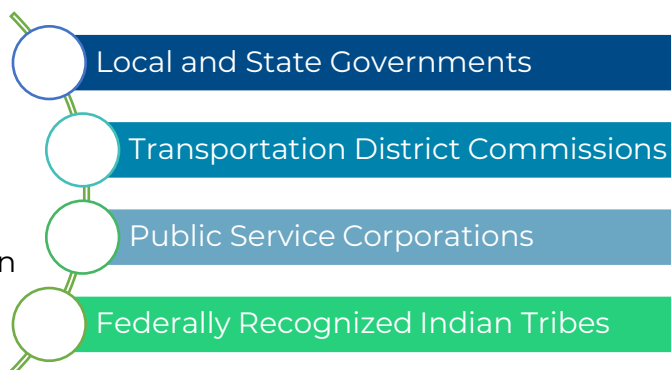 Local and State Governments
Transportation District Commissions
Public Service Corporations
Federally Recognized Indian Tribes